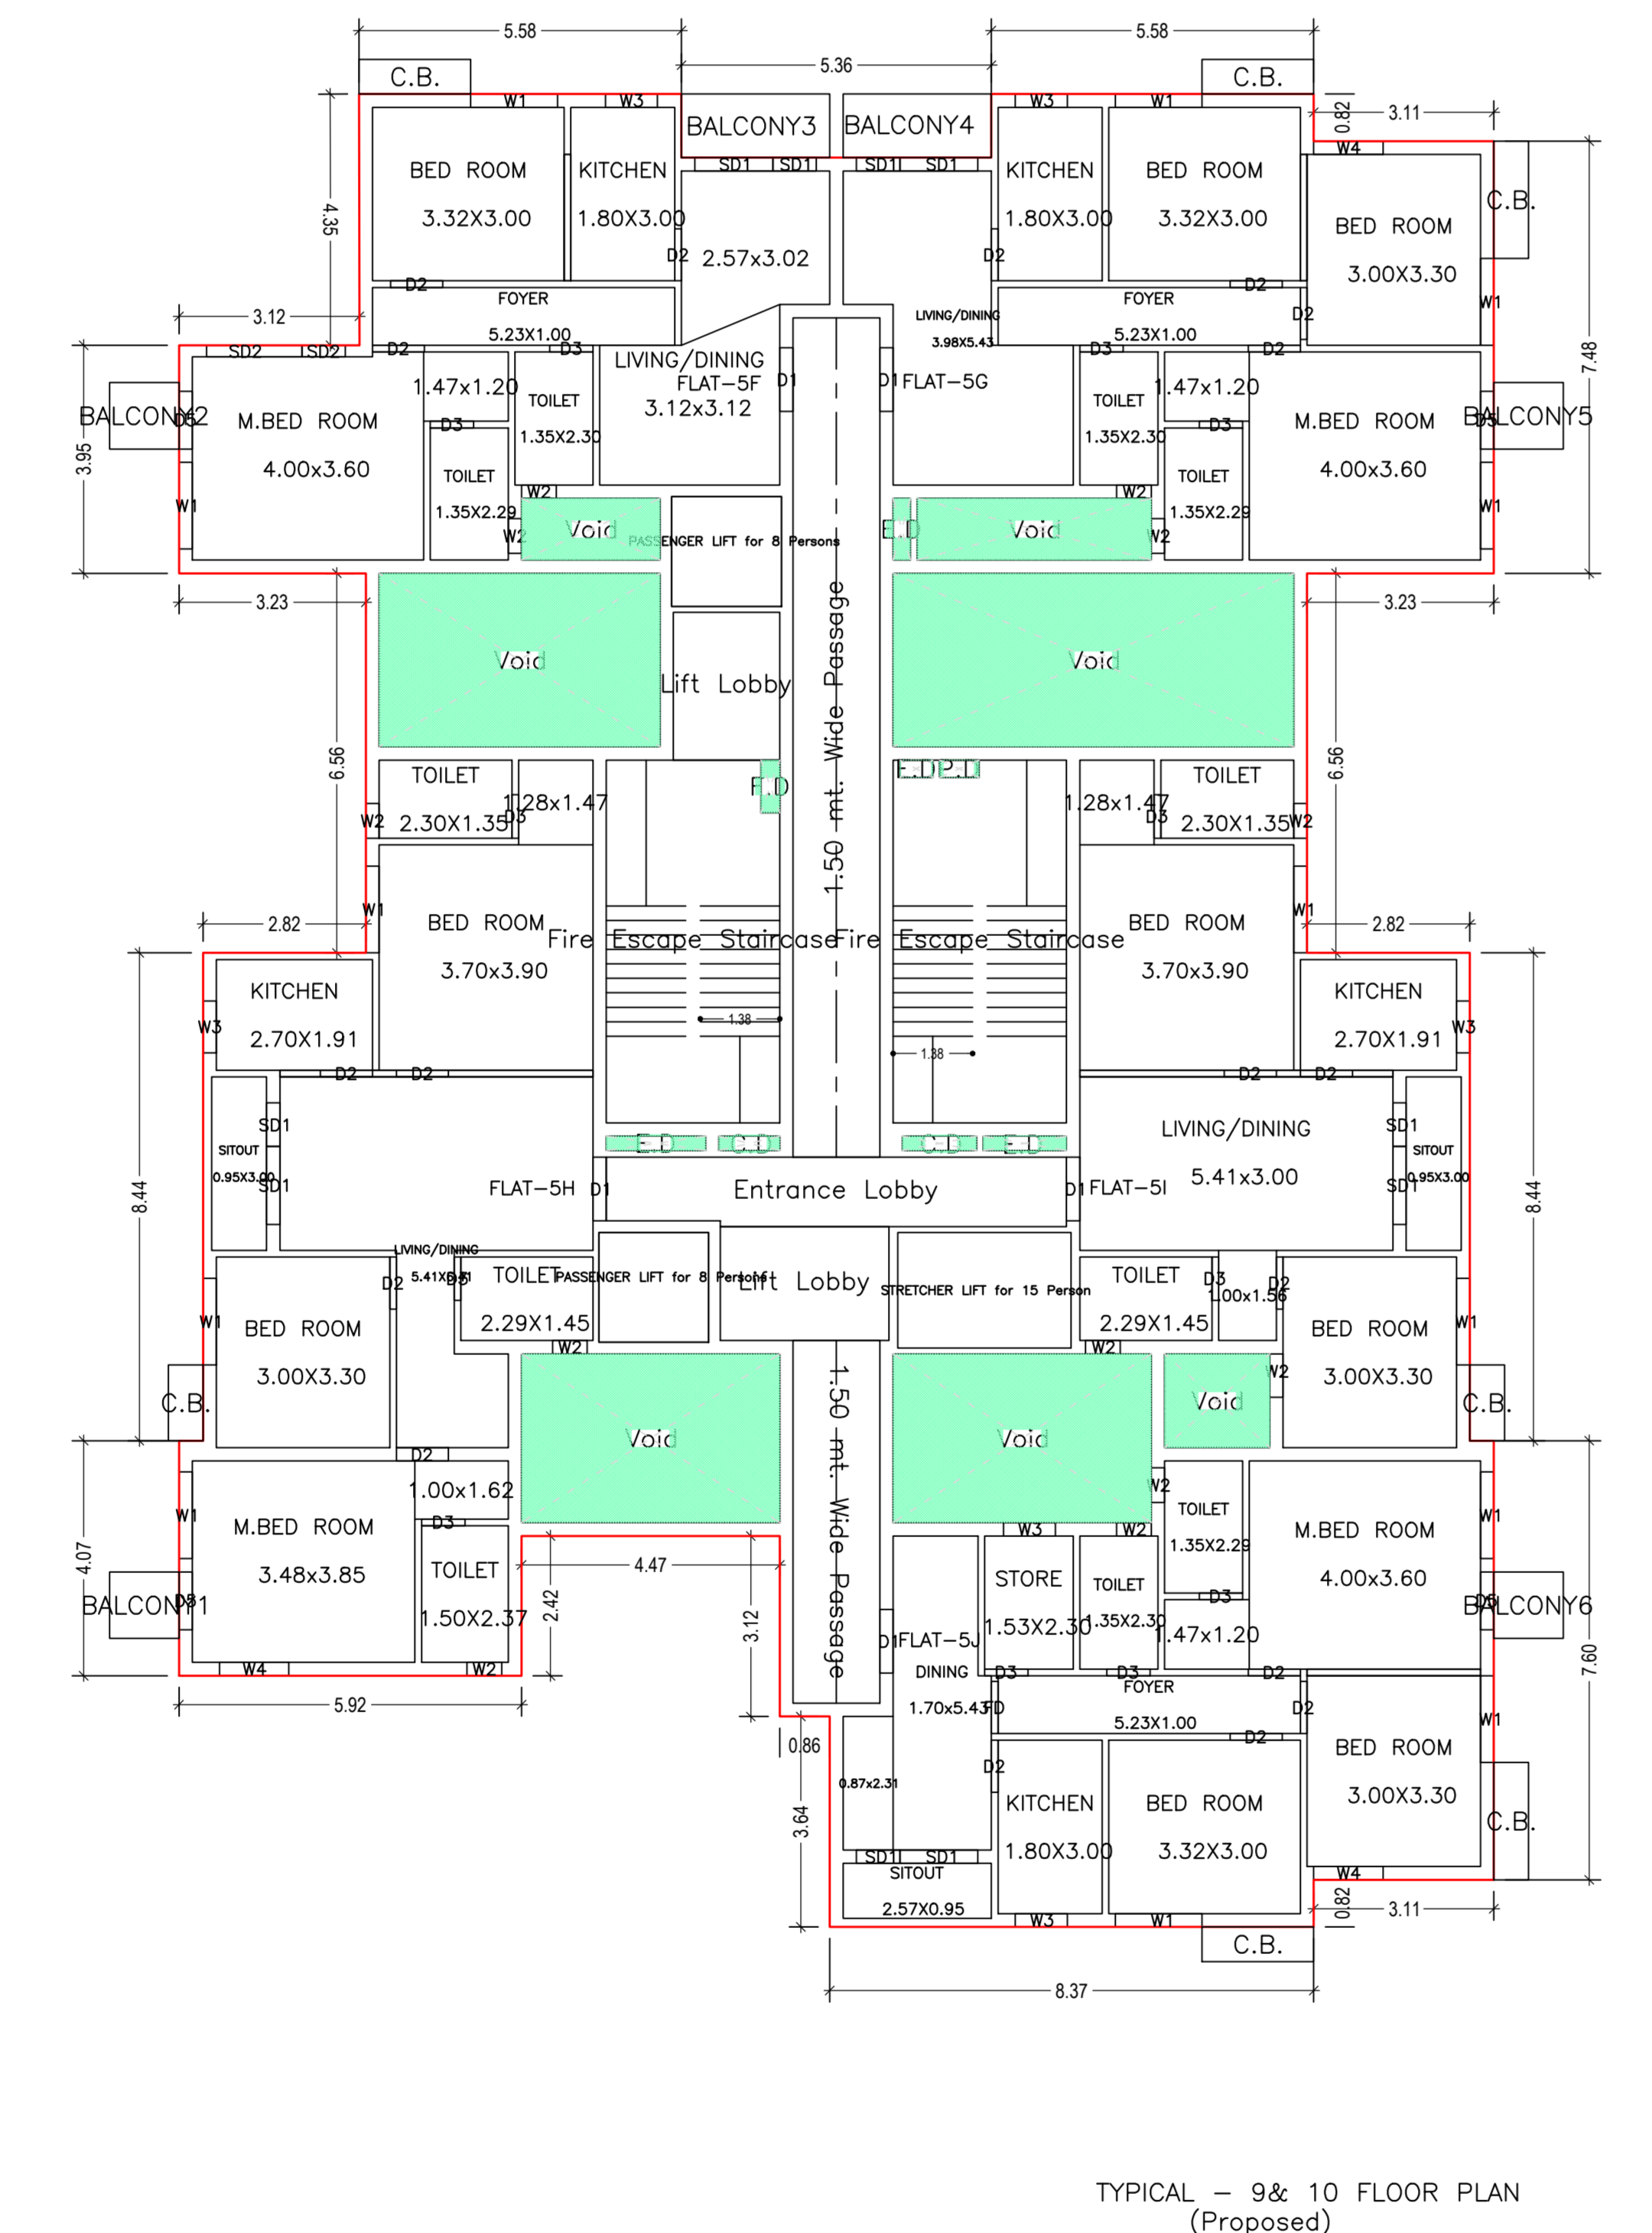 5.58
5.58
5.36
C.B.
C.B.
W1
W3
W3
W1
0.82
3.11
BALCONY3
BALCONY4
W4
SD1
SD1
SD1
SD1
BED ROOM
3.32X3.00
KITCHEN
1.80X3.00
KITCHEN
1.80X3.00
BED ROOM
3.32X3.00
C.B.
4.35
BED ROOM
3.00X3.30
D2
2.57x3.02
D2
D2
D2
FOYER
5.23X1.00
LIVING/DINING
3.98X5.43
FOYER
5.23X1.00
D2
W1
3.12
SD2
SD2
D2
D3
D3
D2
LIVING/DINING
FLAT-5F
3.12x3.12
D1
D1
FLAT-5G
1.47x1.20
1.47x1.20
7.48
BALCONY2
D5
M.BED ROOM
4.00x3.60
TOILET
1.35X2.30
TOILET
1.35X2.30
M.BED ROOM
4.00x3.60
BALCONY5
D5
3.95
D3
D3
TOILET
1.35X2.29
TOILET
1.35X2.29
W2
W2
W1
W1
W2
Void
PASSENGER LIFT for 8 Persons
E.D
Void
W2
3.23
3.23
Void
Lift Lobby
1.50 mt. Wide Passage
Void
6.56
6.56
TOILET
2.30X1.35
1.28x1.47
F.D
F.D
P.D
1.28x1.47
TOILET
2.30X1.35
W2
D3
D3
W2
W1
BED ROOM
3.70x3.90
Fire Escape Staircase
Fire Escape Staircase
BED ROOM
3.70x3.90
W1
2.82
2.82
KITCHEN
2.70X1.91
KITCHEN
2.70X1.91
W3
W3
1.38
1.38
D2
D2
D2
D2
SD1
SITOUT
0.95X3.00
SD1
LIVING/DINING
5.41x3.00
SD1
SITOUT
0.95X3.00
SD1
E.D
C.D
C.D
E.D
8.44
8.44
FLAT-5H
D1
Entrance Lobby
D1
FLAT-5I
LIVING/DINING
D2
TOILET
2.29X1.45
PASSENGER LIFT for 8 Persons
Lift Lobby
STRETCHER LIFT for 15 Person
TOILET
2.29X1.45
D3
D2
1.00x1.56
BED ROOM
3.00X3.30
BED ROOM
3.00X3.30
W1
W1
W2
W2
W2
C.B.
C.B.
Void
Void
Void
1.50 mt. Wide Passage
D2
1.00x1.62
D3
W1
M.BED ROOM
3.48x3.85
TOILET
1.50X2.37
4.07
BALCONY1
D5
W4
W2
5.92
2.42
4.47
3.12
W2
W3
W2
TOILET
1.35X2.29
D3
W1
M.BED ROOM
4.00x3.60
STORE
1.53X2.30
TOILET
1.35X2.30
1.47x1.20
BALCONY6
D5
D1
FLAT-5J
DINING
1.70x5.43
D3
D3
D2
FOYER
5.23X1.00
FD
D2
W1
7.60
0.86
D2
D2
0.87x2.31
3.64
KITCHEN
1.80X3.00
BED ROOM
3.32X3.00
BED ROOM
3.00X3.30
C.B.
SD1
SD1
SITOUT
2.57X0.95
W4
W3
W1
0.82
3.11
C.B.
8.37
TYPICAL - 9& 10 FLOOR PLAN
(Proposed)